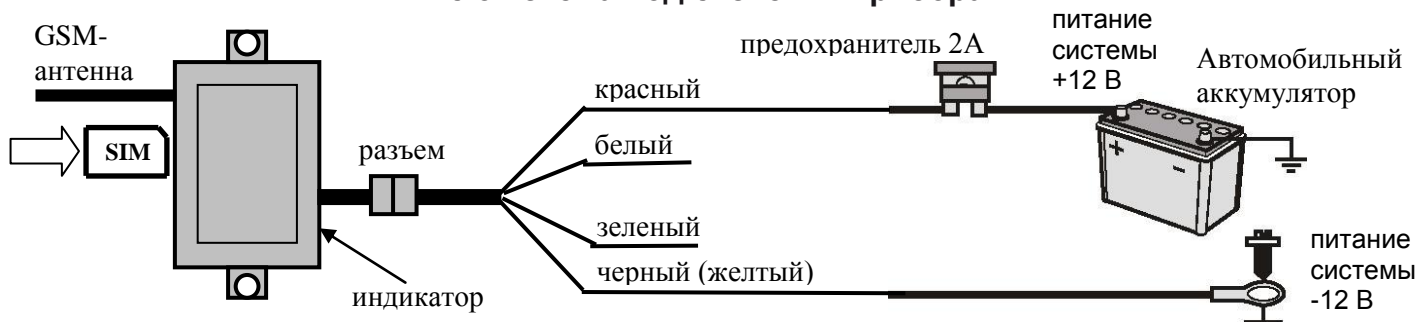 GSM-
антенна
SIM
разъем
индикатор
красный
белый
зеленый
черный (желтый)
предохранитель 2А
питание
системы
+12 В
Автомобильный
аккумулятор
+
-
питание
системы
-12 В